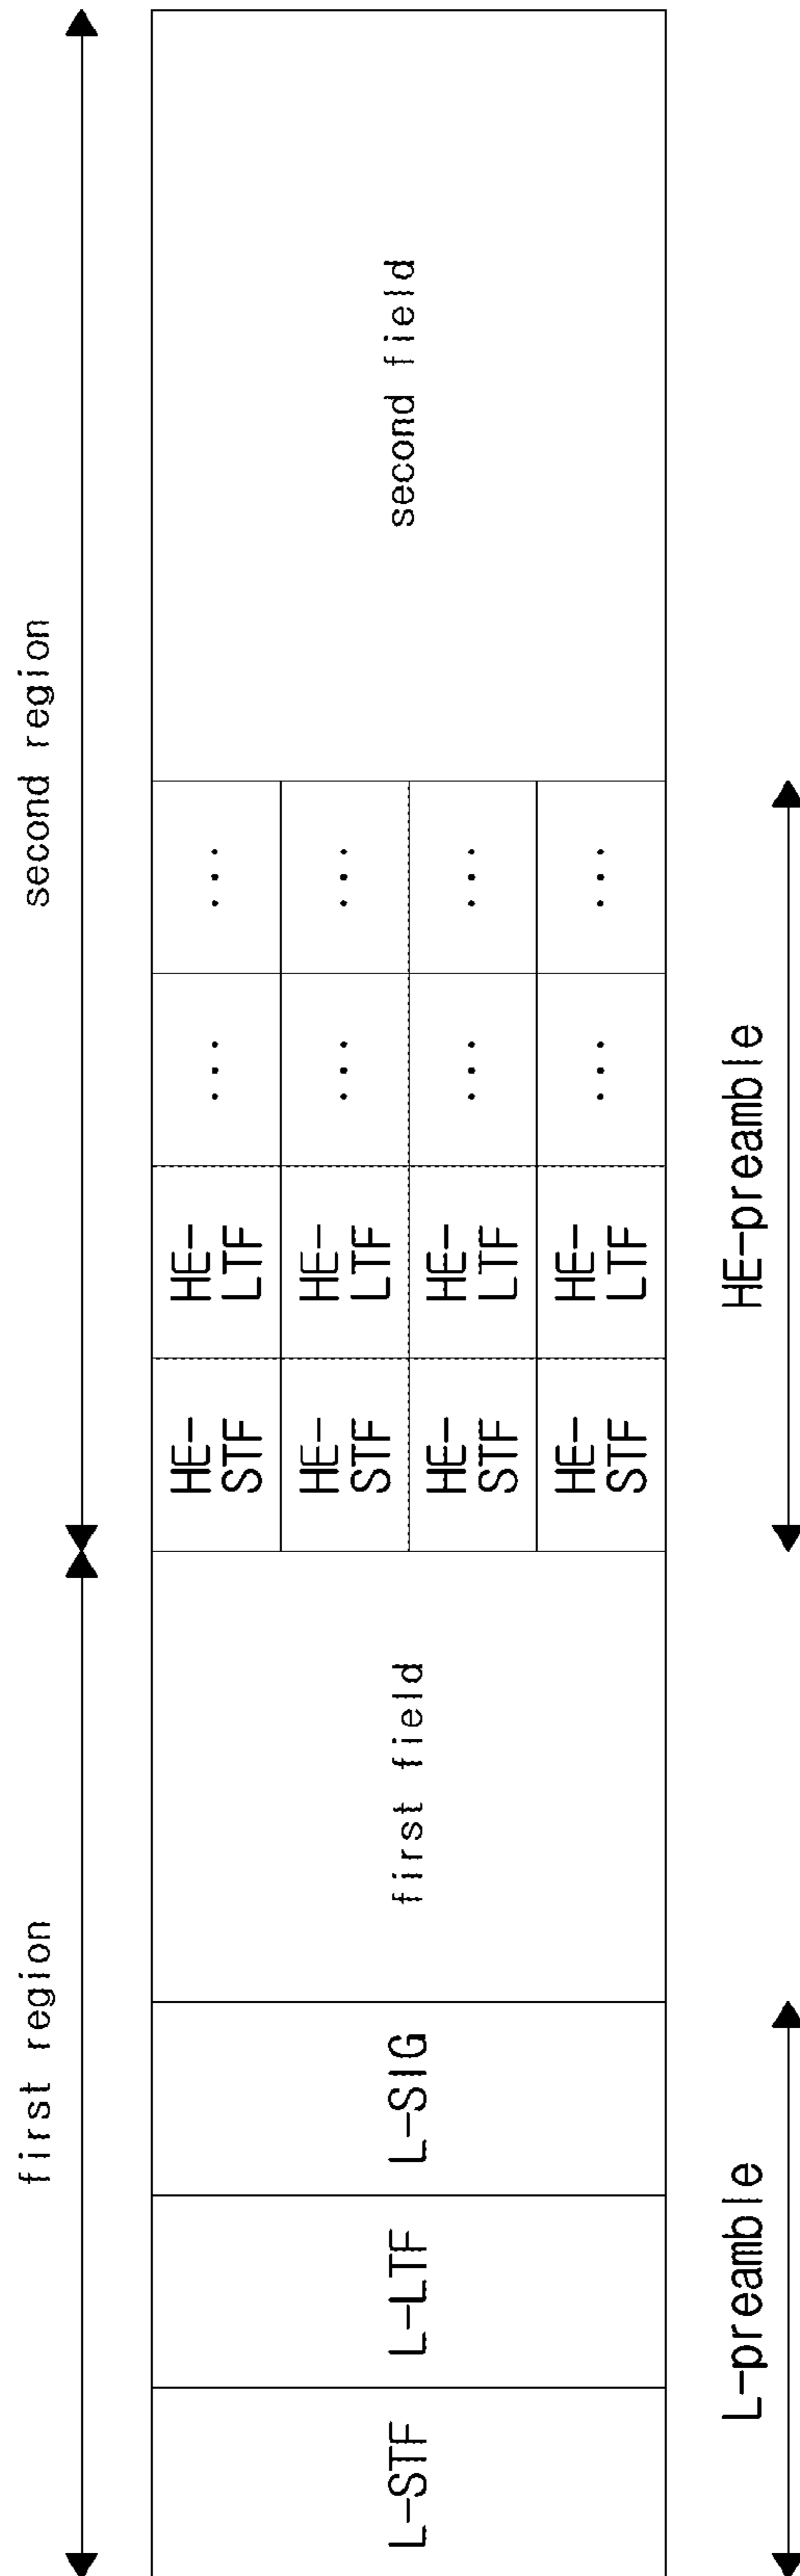 first region
second region
L-STF
L-LTF
L-SIG
first field
HE-
STF
HE-
LTF
...
...
HE-
STF
HE-
LTF
...
...
HE-
STF
HE-
LTF
...
...
HE-
STF
HE-
LTF
...
...
second field
L-preamble
HE-preamble